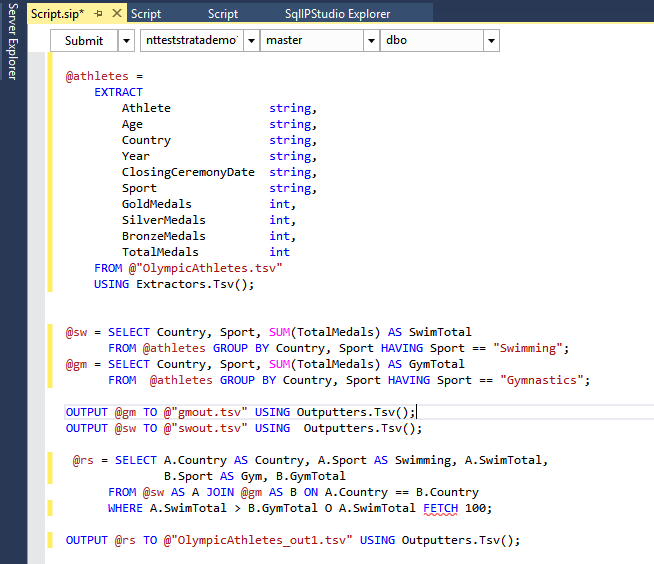 Server Explorer
Script.sip* Script Script SqlIPStudio Explorer
Submit ntteststratademo master dbo
@athletes =
EXTRACT
Athlete string,
Age string,
Country string,
Year string,
ClosingCeremonyDate string,
Sport string,
GoldMedals int,
SilverMedals int,
BronzeMedals int,
TotalMedals int
FROM @"OlympicAthletes.tsv"
USING Extractors.Tsv();
@sw = SELECT Country, Sport, SUM(TotalMedals) AS SwimTotal
FROM @athletes GROUP BY Country, Sport HAVING Sport == "Swimming";
@gm = SELECT Country, Sport, SUM(TotalMedals) AS GymTotal
FROM @athletes GROUP BY Country, Sport HAVING Sport == "Gymnastics";
OUTPUT @gm TO @"gmout.tsv" USING Outputters.Tsv();
OUTPUT @sw TO @"swout.tsv" USING Outputters.Tsv();
@rs = SELECT A.Country AS Country, A.Sport AS Swimming, A.SwimTotal,
B.Sport AS Gym, B.GymTotal
FROM @sw AS A JOIN @gm AS B ON A.Country == B.Country
WHERE A.SwimTotal > B.GymTotal O A.SwimTotal FETCH 100;
OUTPUT @rs TO @"OlympicAthletes_out1.tsv" USING Outputters.Tsv();